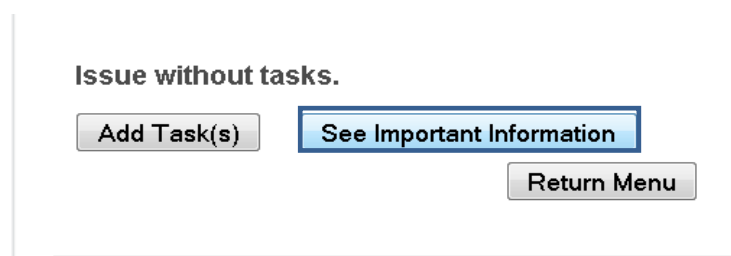 Issue without tasks.
Add Task(s) See Important Information
Return Menu